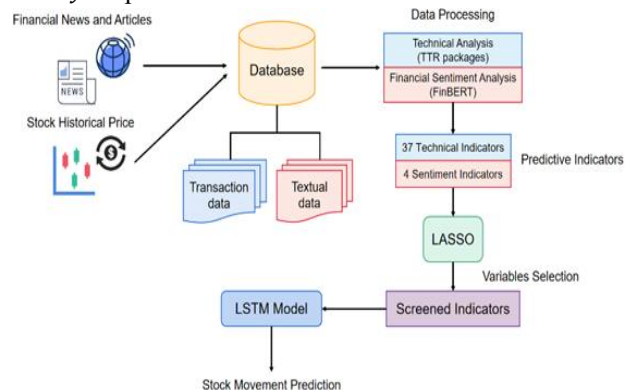 Financial News and Articles
NEWS
Stock Historical Price
$
Database
Transaction
data
Textual
data
Data Processing
Technical Analysis
(TTR packages)
Financial Sentiment Analysis
(FinBERT)
37 Technical Indicators
4 Sentiment Indicators
Predictive Indicators
LASSO
Variables Selection
Screened Indicators
LSTM Model
Stock Movement Prediction